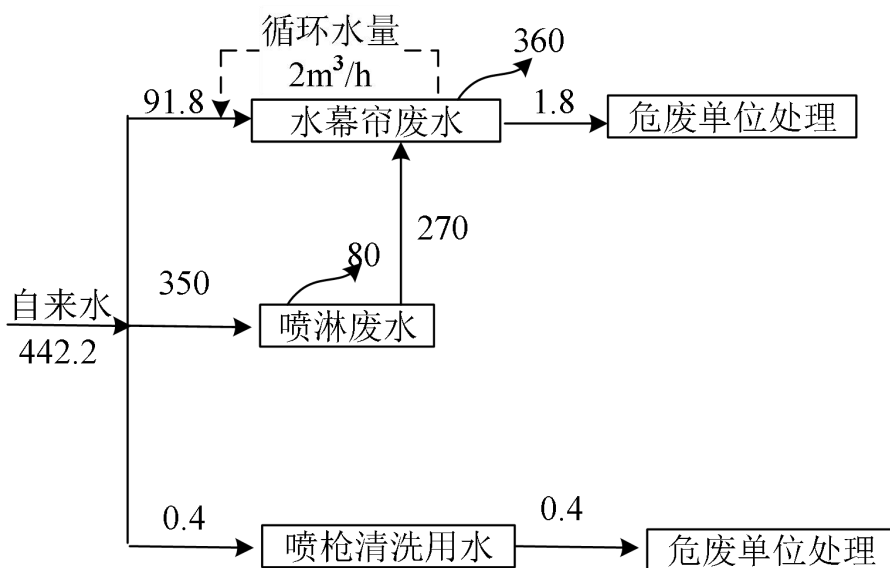 循环水量
2m³/h
360
91.8
水幕帘废水
1.8
危废单位处理
270
80
350
自来水
喷淋废水
442.2
0.4
喷枪清洗用水
0.4
危废单位处理